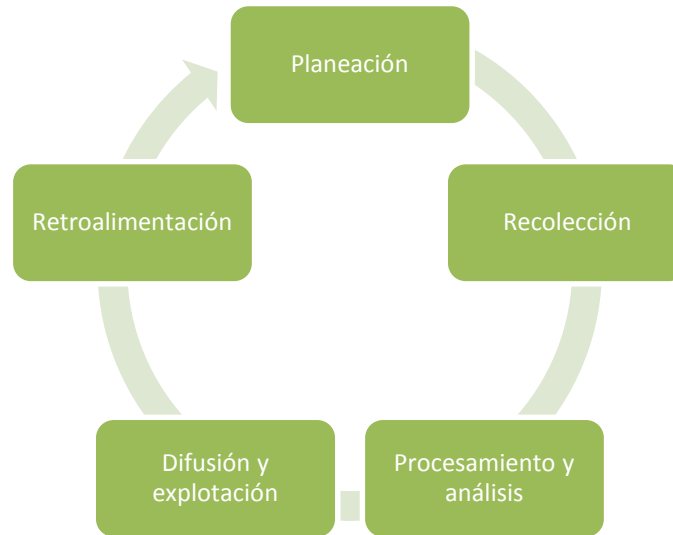 Planeación
Recolección
Procesamiento y
análisis
Difusión y
explotación
Retroalimentación